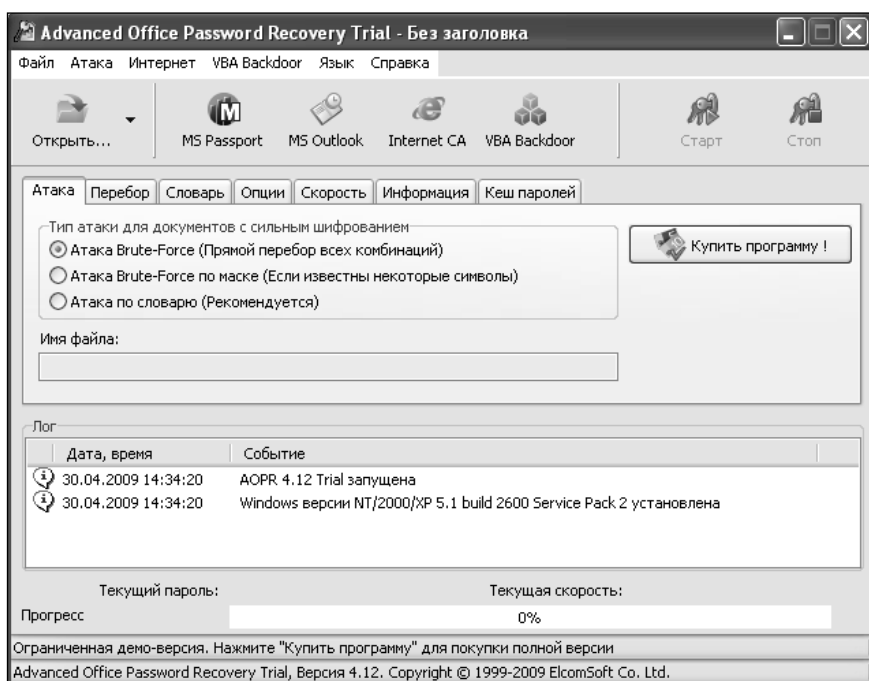 Advanced Office Password Recovery Trial - Без заголовка
Файл Атака Интернет VBA Backdoor Язык Справка
Открыть... MS Passport MS Outlook Internet CA VBA Backdoor Старт Стоп
Атака Перебор Словарь Опции Скорость Информация Кеш паролей
Тип атаки для документов с сильным шифрованием
Атака Brute-Force (Прямой перебор всех комбинаций)
Купить программу !
Атака Brute-Force по маске (Если известны некоторые символы)
Атака по словарю (Рекомендуется)
Имя файла:
Лог
Дата, время Событие
30.04.2009 14:34:20 AOPR 4.12 Trial запущена
30.04.2009 14:34:20 Windows версии NT/2000/XP 5.1 build 2600 Service Pack 2 установлена
Текущий пароль: Текущая скорость:
Прогресс 0%
Ограниченная демо-версия. Нажмите "Купить программу" для покупки полной версии
Advanced Office Password Recovery Trial, Версия 4.12. Copyright © 1999-2009 ElcomSoft Co. Ltd.